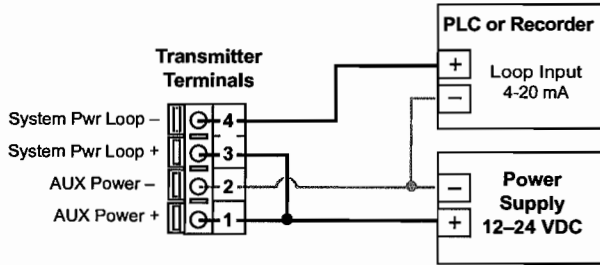 PLC or Recorder
+
Loop Input
4-20 mA
−
Transmitter
Terminals
System Pwr Loop – 4
System Pwr Loop + 3
AUX Power – 2
AUX Power + 1
−
Power
Supply
12–24 VDC
+